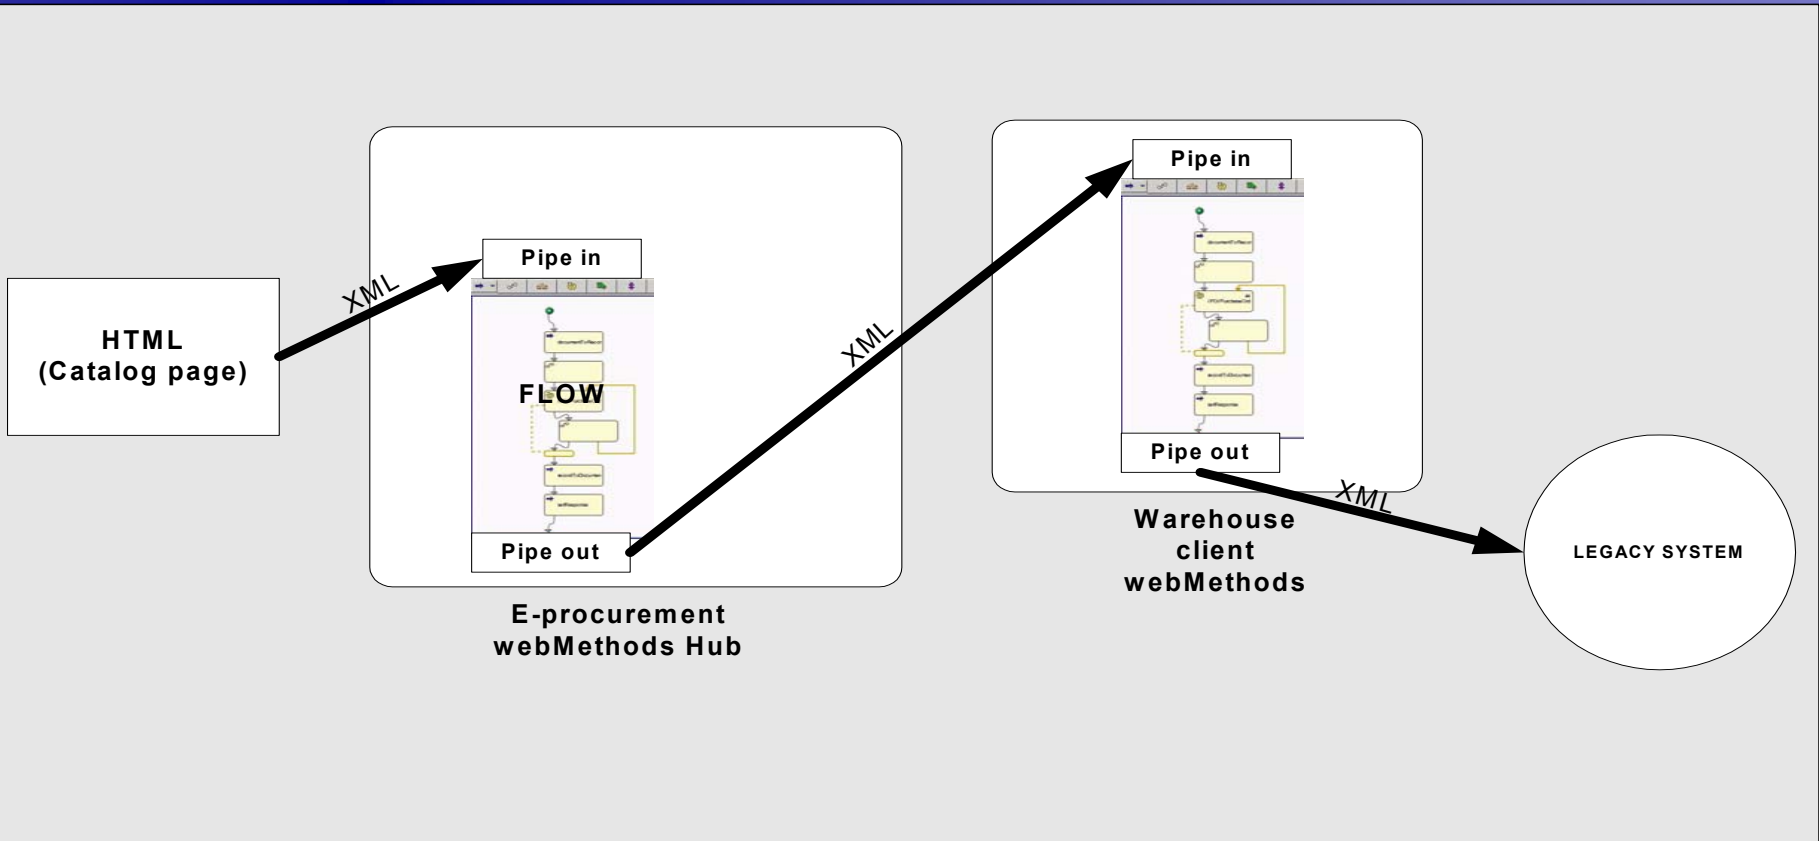 HTML
(Catalog page)
XML
Pipe in
FLOW
Pipe out
E-procurement
webMethods Hub
XML
Pipe in
Pipe out
Warehouse
client
webMethods
XML
LEGACY SYSTEM